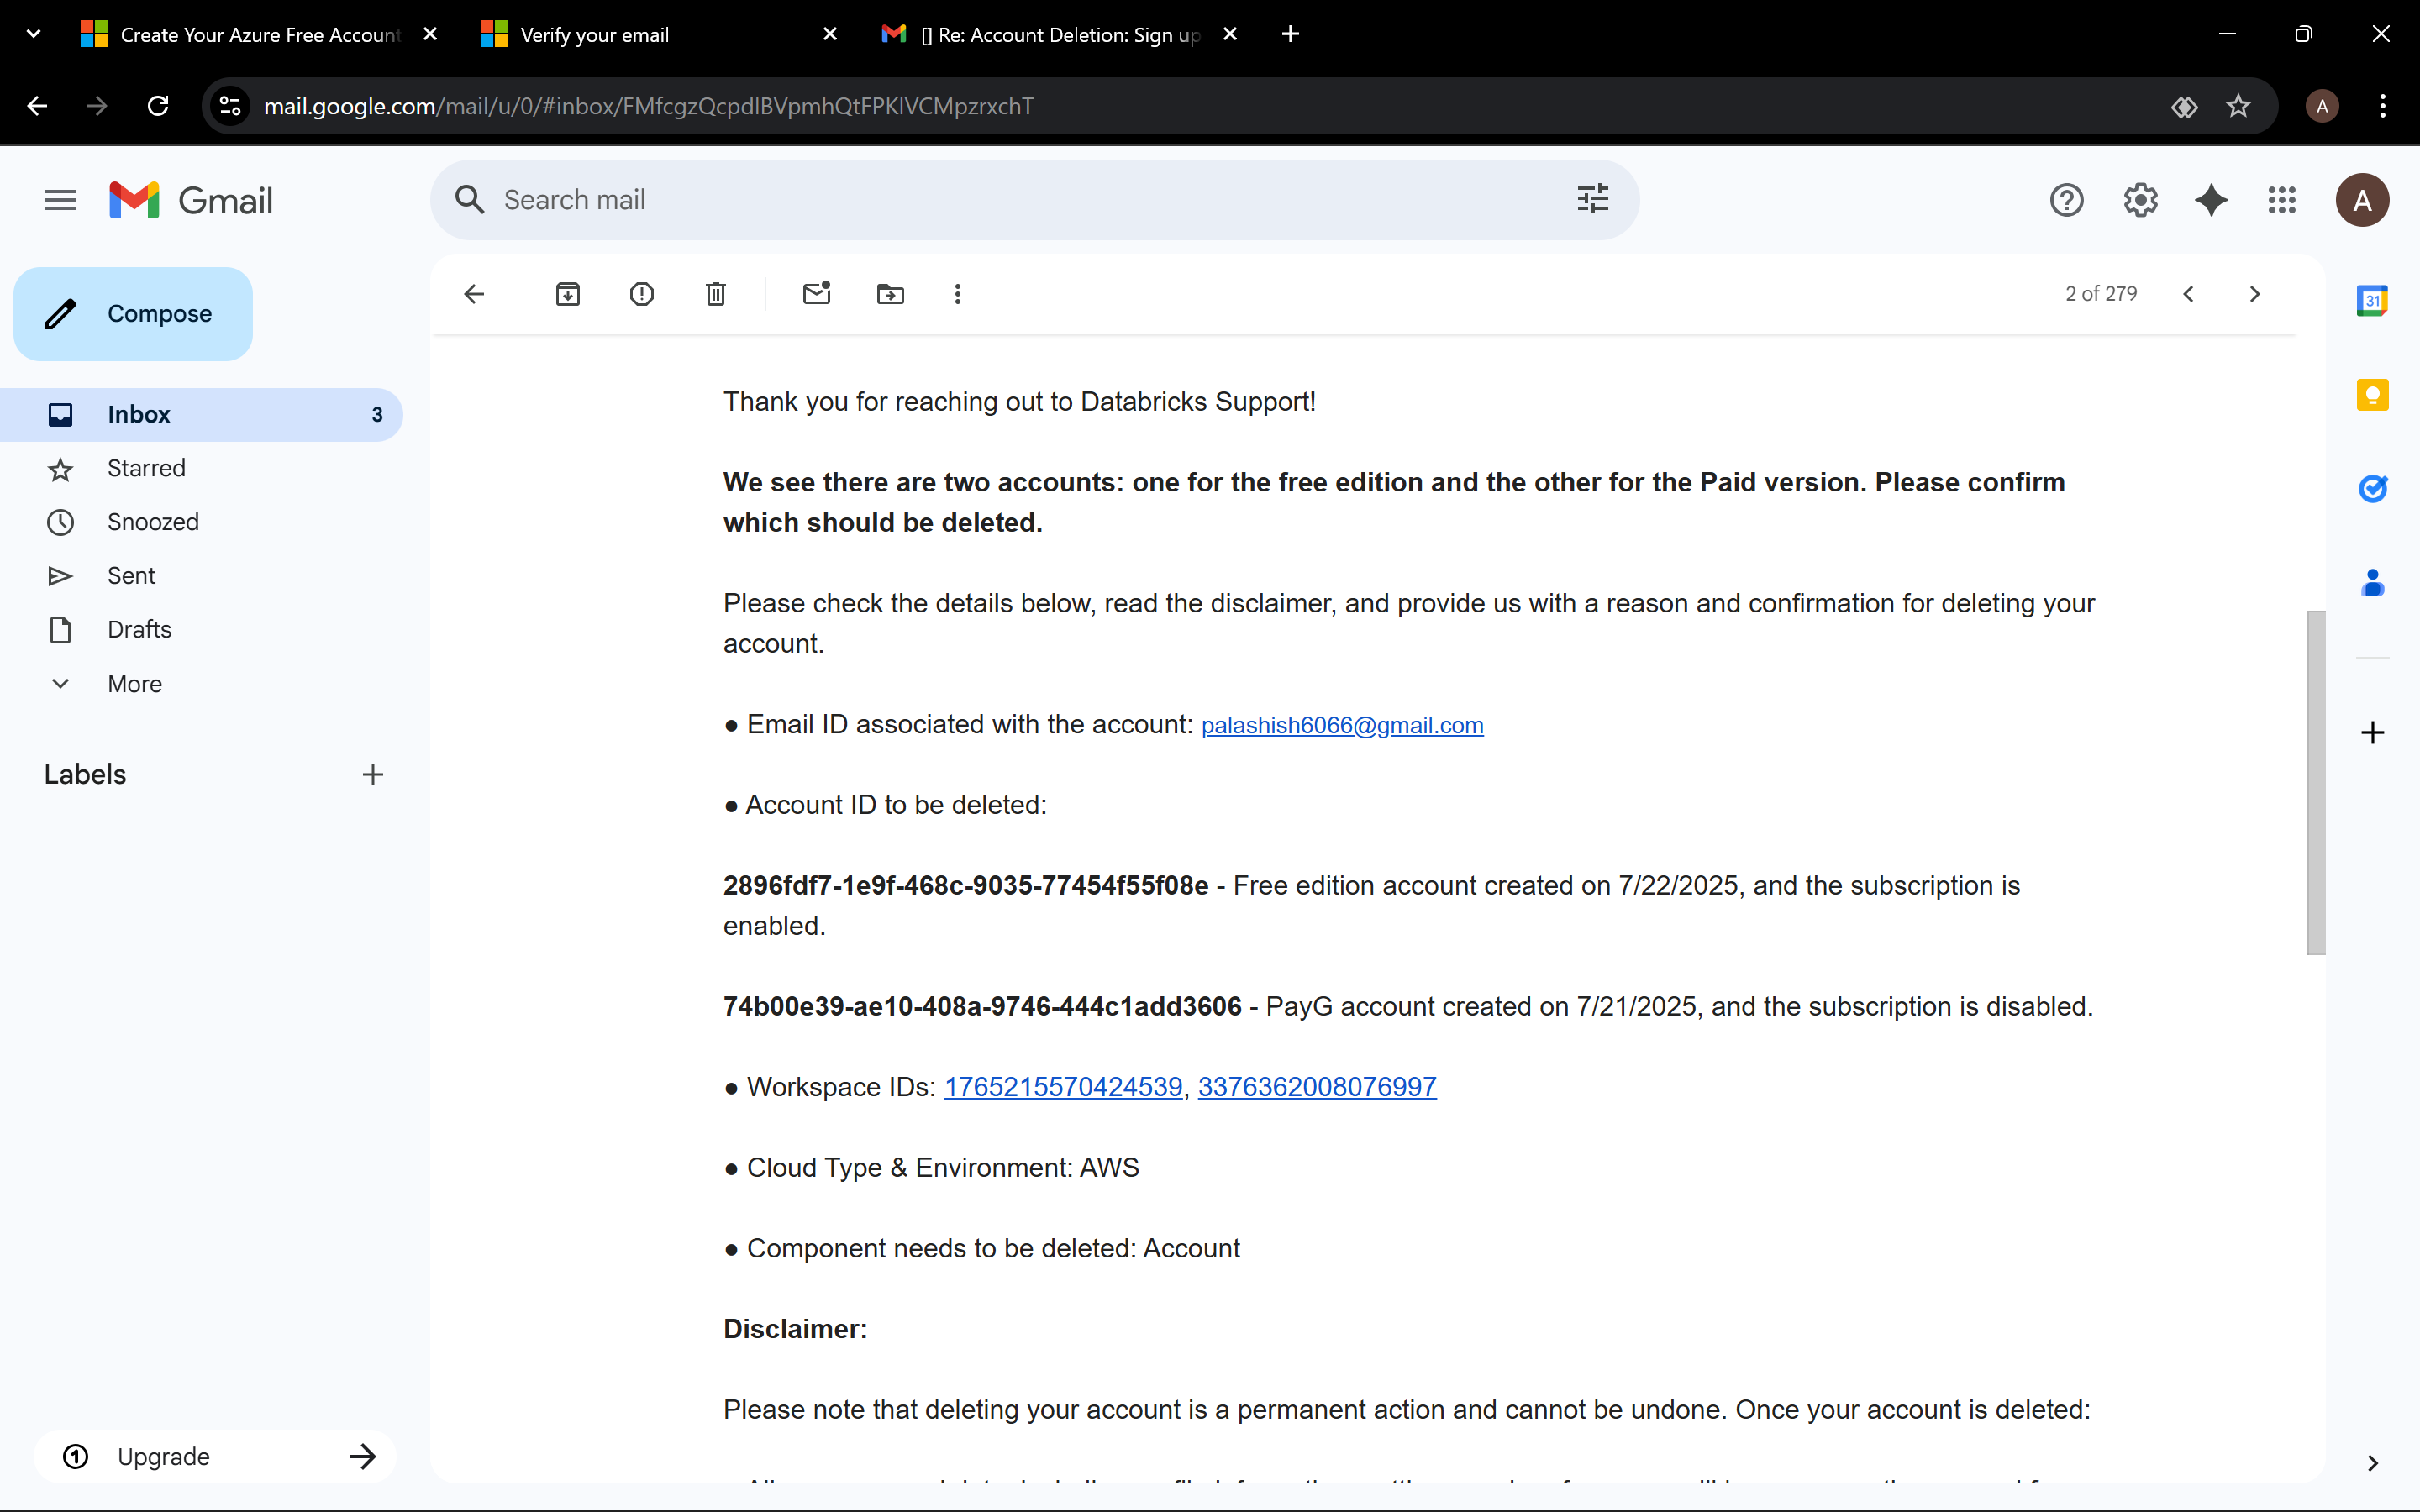 Create Your Azure Free Account
Verify your email
[] Re: Account Deletion: Sign up
mail.google.com/mail/u/0/#inbox/FMfcgzQcpdlBVpmhQtFPKlVCMpzrxchT
A
Gmail
Search mail
A
Compose
2 of 279
31
Inbox 3
Starred
Snoozed
Sent
Drafts
More
Labels
Upgrade
Thank you for reaching out to Databricks Support!
We see there are two accounts: one for the free edition and the other for the Paid version. Please confirm
which should be deleted.
Please check the details below, read the disclaimer, and provide us with a reason and confirmation for deleting your
account.
● Email ID associated with the account: palashish6066@gmail.com
● Account ID to be deleted:
2896fdf7-1e9f-468c-9035-77454f55f08e - Free edition account created on 7/22/2025, and the subscription is
enabled.
74b00e39-ae10-408a-9746-444c1add3606 - PayG account created on 7/21/2025, and the subscription is disabled.
● Workspace IDs: 1765215570424539, 3376362008076997
● Cloud Type & Environment: AWS
● Component needs to be deleted: Account
Disclaimer:
Please note that deleting your account is a permanent action and cannot be undone. Once your account is deleted: